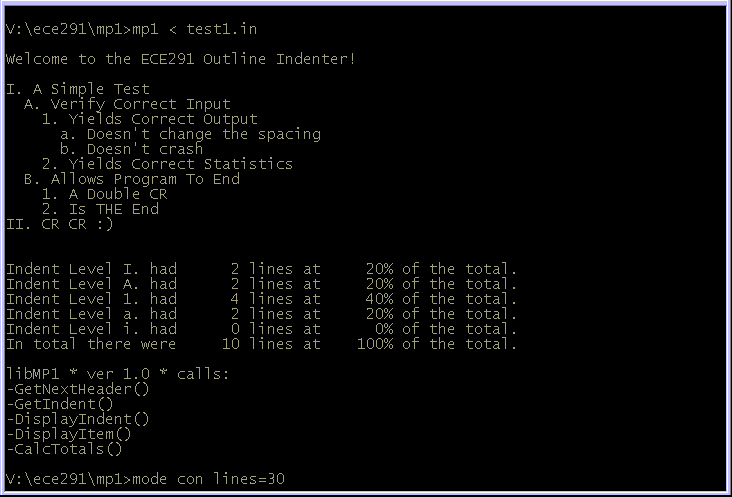 V:\ece291\mp1>mp1 < test1.in
Welcome to the ECE291 Outline Indenter!
I. A Simple Test
  A. Verify Correct Input
    1. Yields Correct Output
      a. Doesn't change the spacing
      b. Doesn't crash
    2. Yields Correct Statistics
  B. Allows Program To End
    1. A Double CR
    2. Is THE End
II. CR CR :)
Indent Level I. had      2 lines at     20% of the total.
Indent Level A. had      2 lines at     20% of the total.
Indent Level 1. had      4 lines at     40% of the total.
Indent Level a. had      2 lines at     20% of the total.
Indent Level i. had      0 lines at      0% of the total.
In total there were     10 lines at    100% of the total.
libMP1 * ver 1.0 * calls:
-GetNextHeader()
-GetIndent()
-DisplayIndent()
-DisplayItem()
-CalcTotals()
V:\ece291\mp1>mode con lines=30